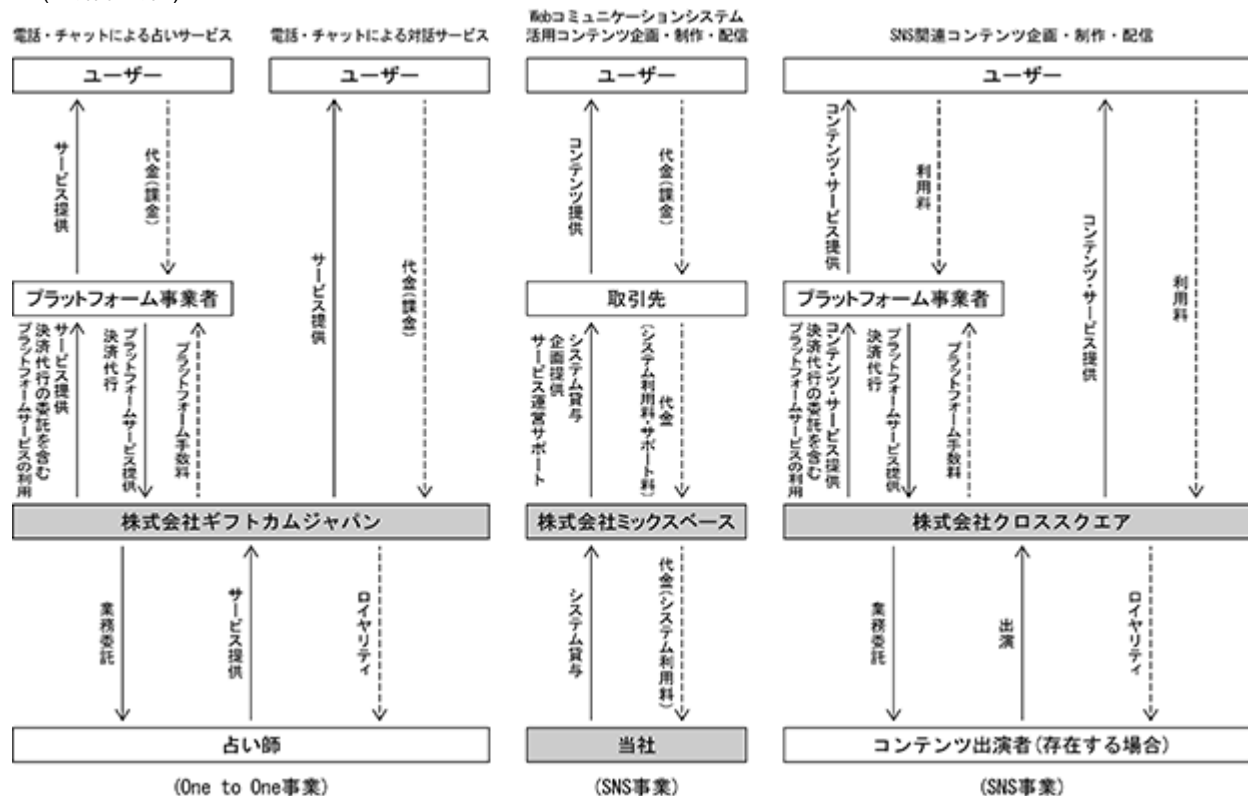 電話・チャットによる占いサービス
ユーザー
サービス提供
代金(課金)
プラットフォーム事業者
サービス提供
決済代行の委託を含む
プラットフォームサービスの利用
プラットフォームサービス提供
決済代行
プラットフォーム手数料
電話・チャットによる対話サービス
ユーザー
サービス提供
代金(課金)
株式会社ギフトカムジャパン
業務委託
サービス提供
ロイヤリティ
占い師
(One to One事業)
Webコミュニケーションシステム
活用コンテンツ企画・制作・配信
ユーザー
コンテンツ提供
代金(課金)
取引先
システム貸与
企画提供
サービス運営サポート
代金
(システム利用料・サポート料)
株式会社ミックスベース
システム貸与
代金(システム利用料)
当社
(SNS事業)
SNS関連コンテンツ企画・制作・配信
ユーザー
コンテンツ・サービス提供
利用料
プラットフォーム事業者
コンテンツ・サービス提供
決済代行の委託を含む
プラットフォームサービスの利用
プラットフォームサービス提供
決済代行
プラットフォーム手数料
コンテンツ・サービス提供
利用料
株式会社クロススクエア
業務委託
出演
ロイヤリティ
コンテンツ出演者(存在する場合)
(SNS事業)